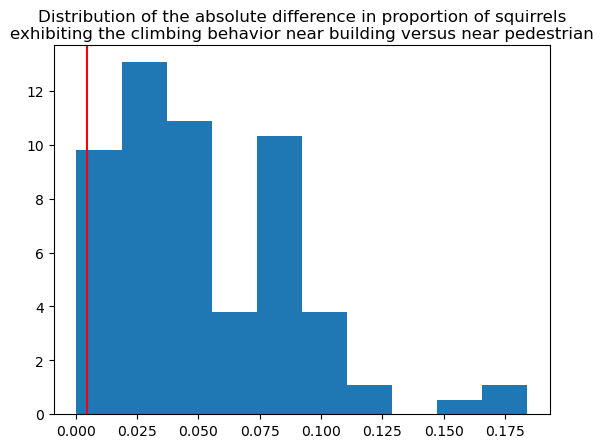 Distribution of the absolute difference in proportion of squirrels
exhibiting the climbing behavior near building versus near pedestrian
12
10
8
6
4
2
0
0.000 0.025 0.050 0.075 0.100 0.125 0.150 0.175